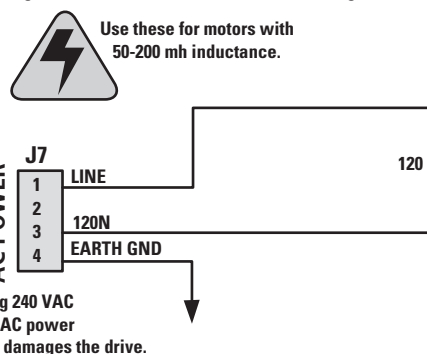 Use these for motors with
50-200 mh inductance.
J7
120
1 LINE
2
3 120N
4 EARTH GND
POWER
g 240 VAC
AC power
damages the drive.